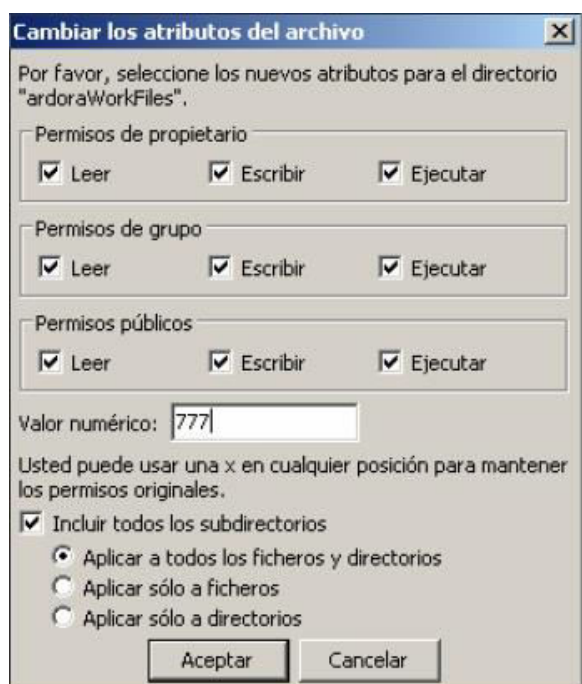 Cambiar los atributos del archivo
Por favor, seleccione los nuevos atributos para el directorio
"ardoraWorkFiles".
Permisos de propietario
Leer Escribir Ejecutar
Permisos de grupo
Leer Escribir Ejecutar
Permisos públicos
Leer Escribir Ejecutar
Valor numérico: 777
Usted puede usar una x en cualquier posición para mantener
los permisos originales.
Incluir todos los subdirectorios
Aplicar a todos los ficheros y directorios
Aplicar sólo a ficheros
Aplicar sólo a directorios
Aceptar Cancelar